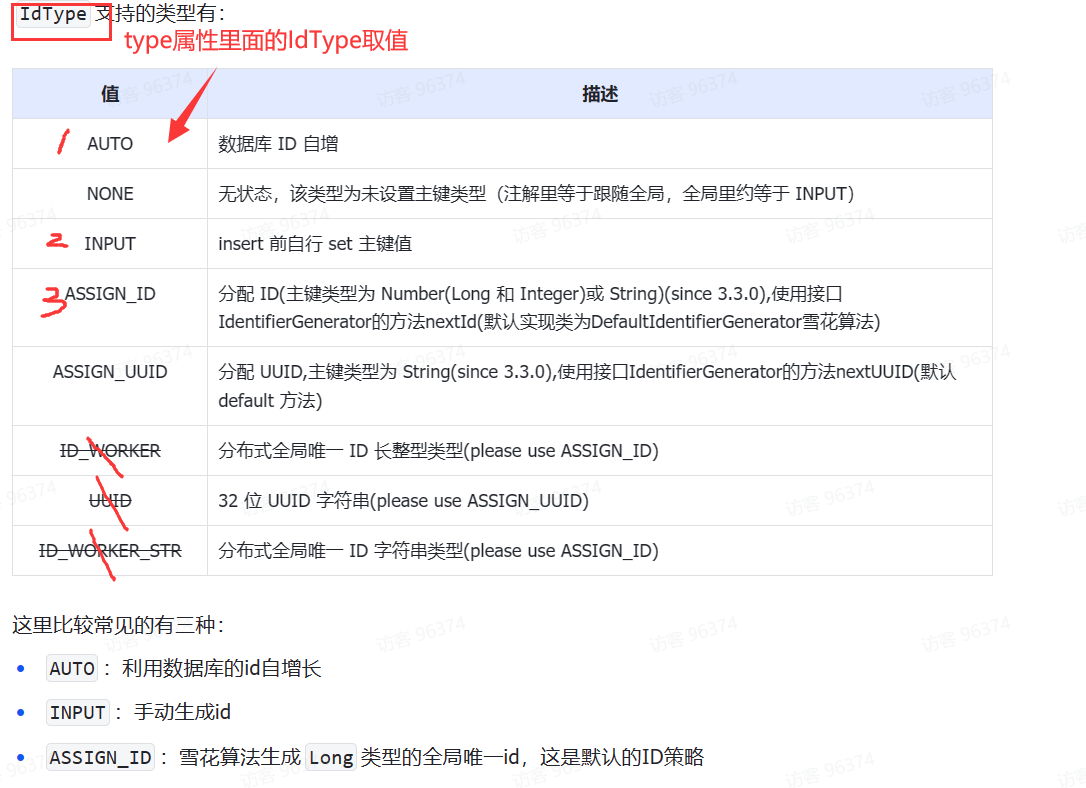 IdType 支持的类型有：
type属性里面的IdType取值
值 描述
1 AUTO 数据库 ID 自增
NONE 无状态，该类型为未设置主键类型（注解里等于跟随全局，全局里约等于 INPUT）
2 INPUT insert 前自行 set 主键值
3 ASSIGN_ID 分配 ID(主键类型为 Number(Long 和 Integer)或 String)(since 3.3.0),使用接口
IdentifierGenerator的方法nextId(默认实现类为DefaultIdentifierGenerator雪花算法)
ASSIGN_UUID 分配 UUID,主键类型为 String(since 3.3.0),使用接口IdentifierGenerator的方法nextUUID(默认
default 方法)
ID_WORKER 分布式全局唯一 ID 长整型类型(please use ASSIGN_ID)
UUID 32 位 UUID 字符串(please use ASSIGN_UUID)
ID_WORKER_STR 分布式全局唯一 ID 字符串类型(please use ASSIGN_ID)
这里比较常见的有三种：
AUTO：利用数据库的id自增长
INPUT：手动生成id
ASSIGN_ID：雪花算法生成 Long 类型的全局唯一id，这是默认的ID策略
访客 96374